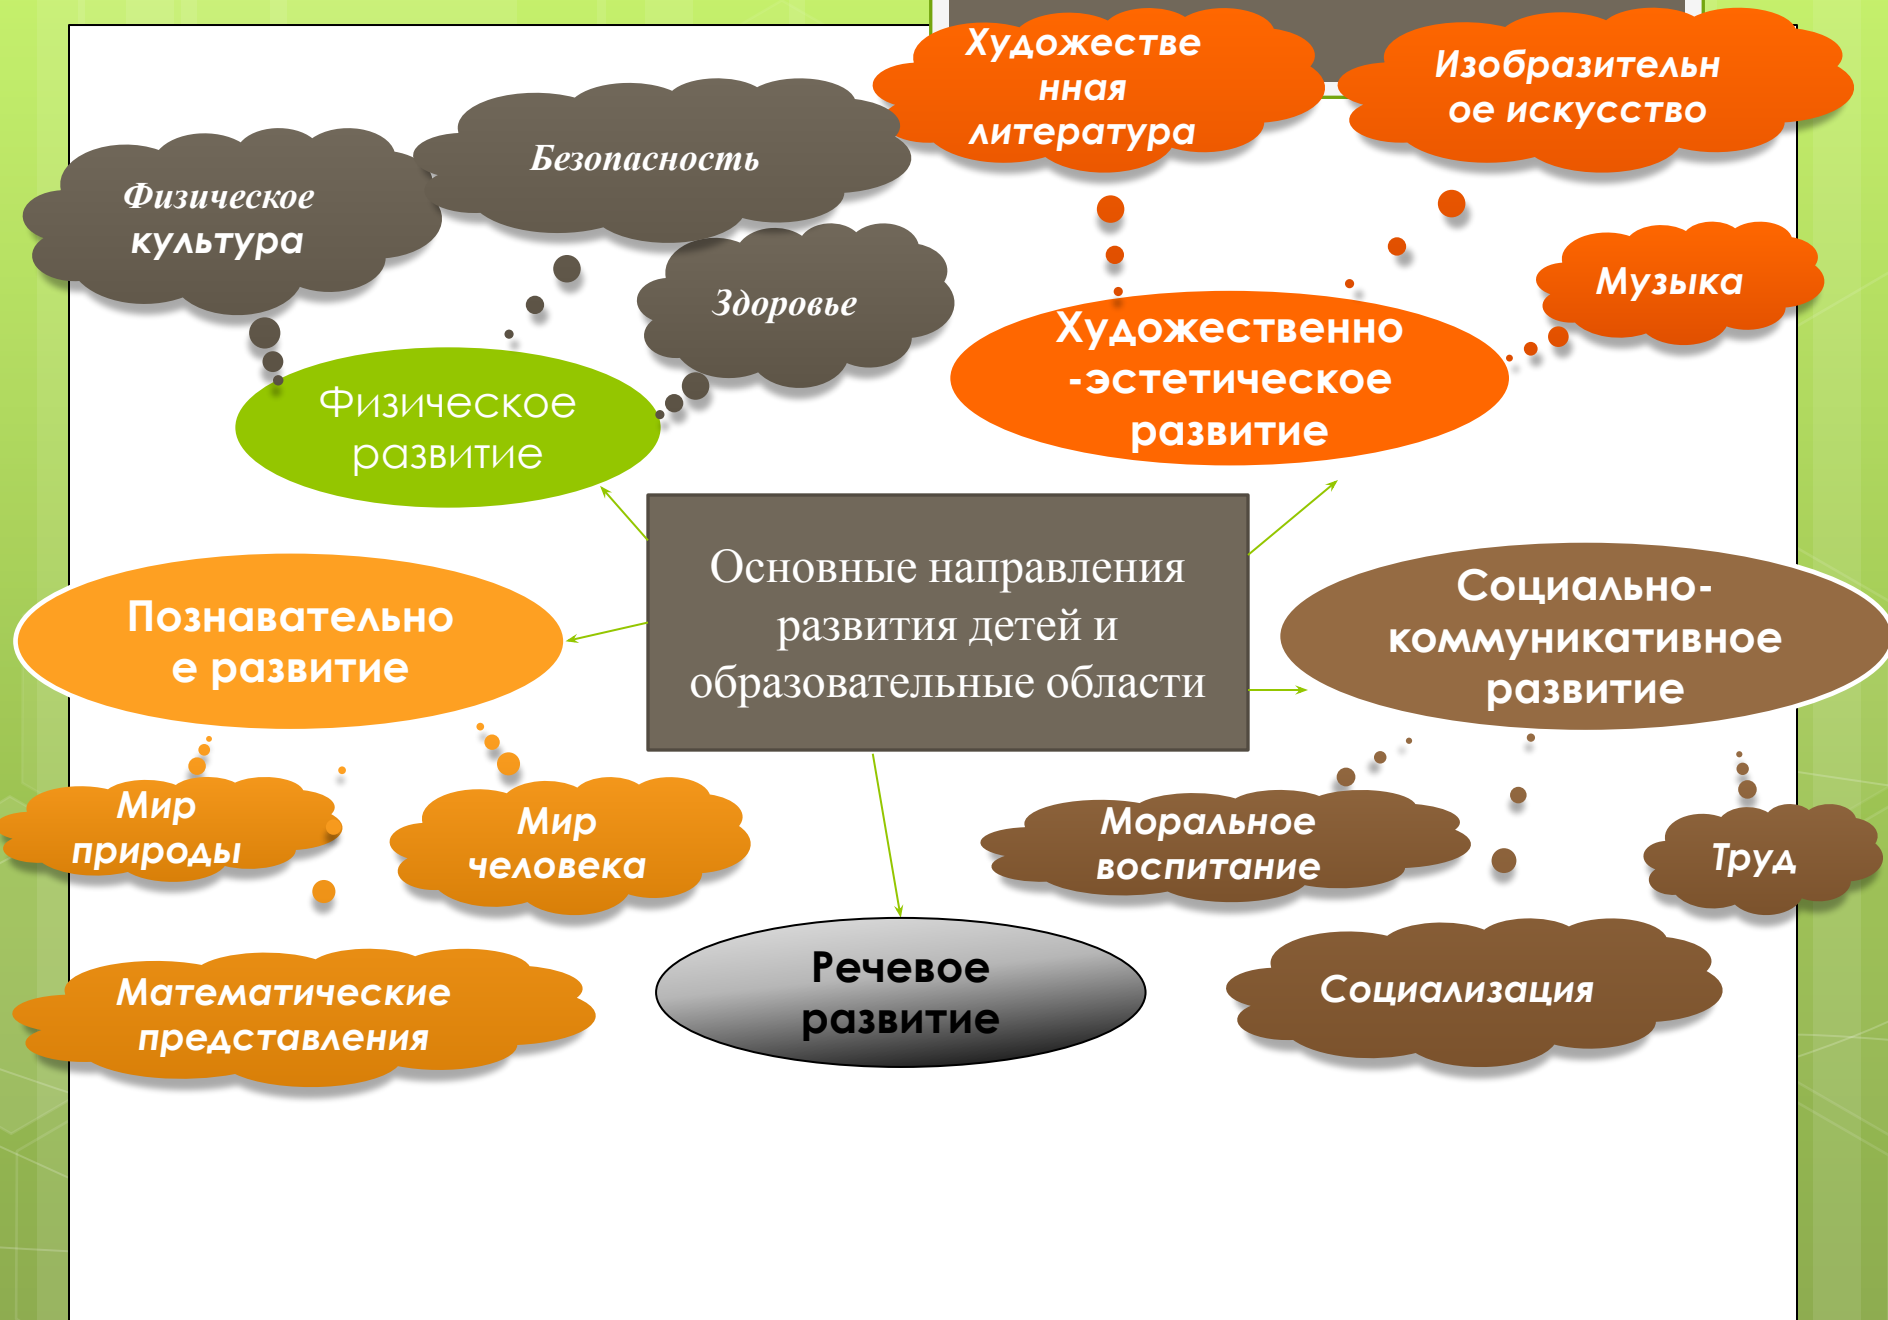 Художестве
нная
литература
Изобразительн
ое искусство
Безопасность
Физическое
культура
Здоровье
Музыка
Физическое
развитие
Художественно
-эстетическое
развитие
Основные направления
развития детей и
образовательные области
Познавательно
е развитие
Социально-
коммуникативное
развитие
Мир
природы
Мир
человека
Моральное
воспитание
Труд
Математические
представления
Речевое
развитие
Социализация